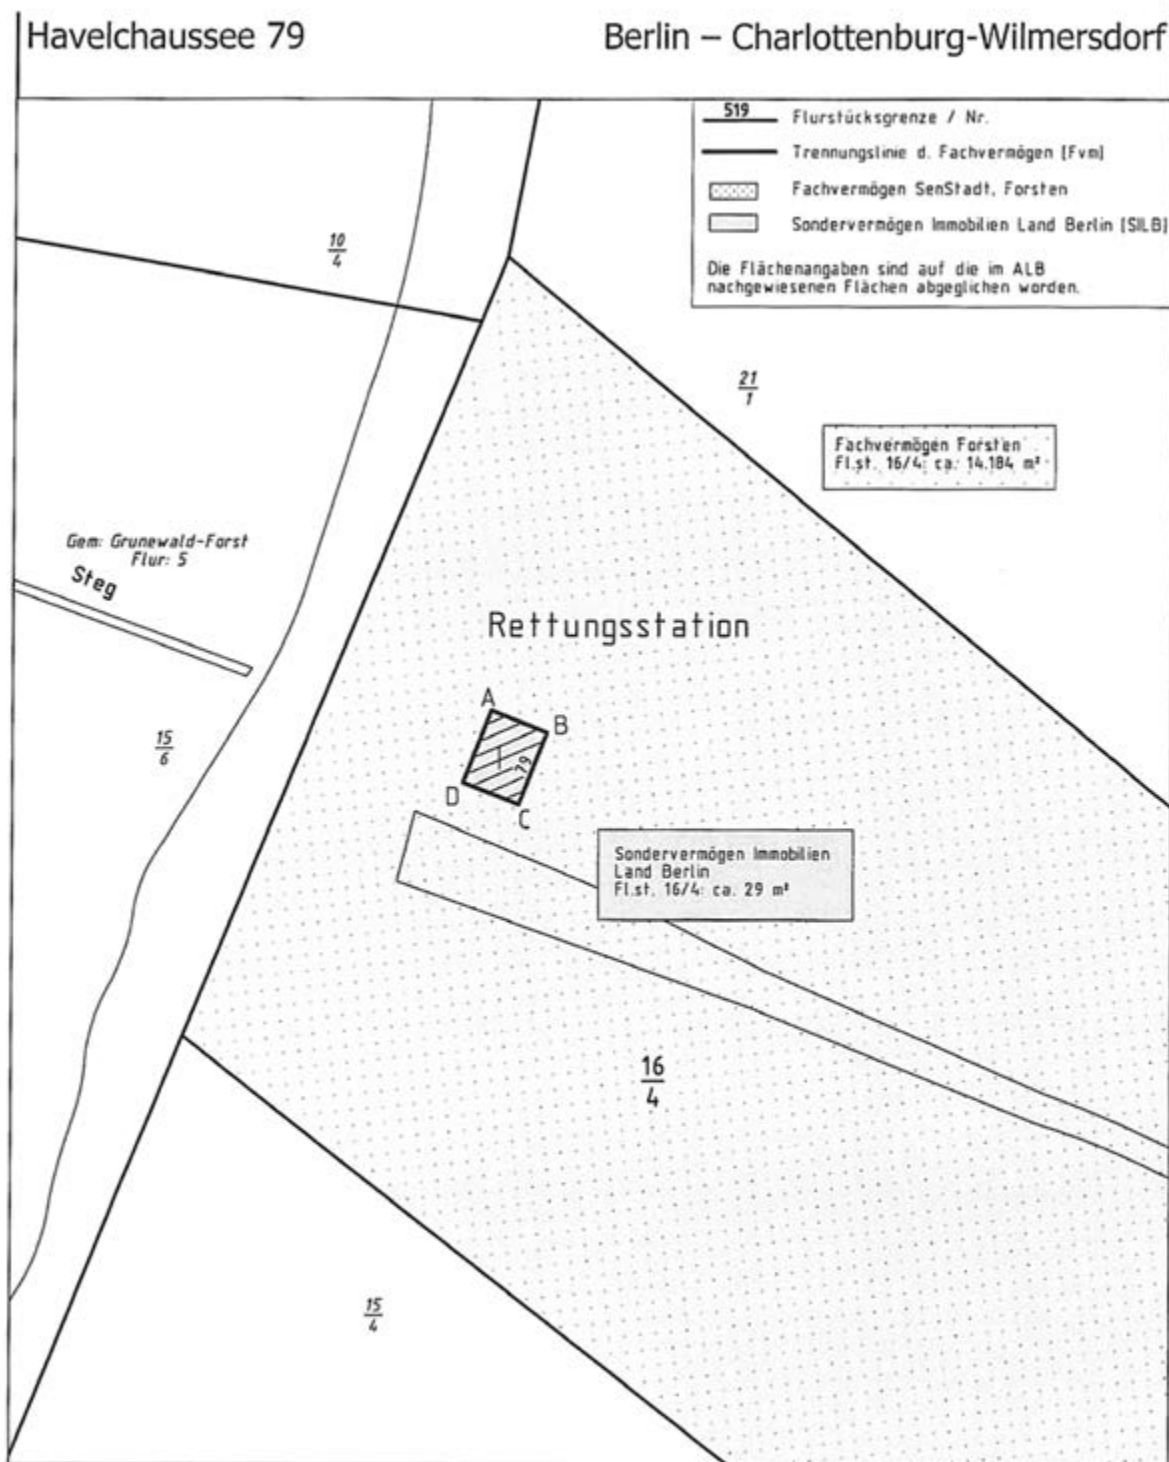 Havelchaussee 79
Berlin – Charlottenburg-Wilmersdorf
519
Flurstücksgrenze / Nr.
Trennungslinie d. Fachvermögen (Fvm)
Fachvermögen SenStadt, Forsten
Sondervermögen Immobilien Land Berlin (SILB)
Die Flächenangaben sind auf die im ALB
nachgewiesenen Flächen abgeglichen worden.
10
4
21
1
Fachvermögen Forsten
Fl.st. 16/4: ca. 14.184 m²
Gem: Grunewald-Forst
Flur: 5
Steg
Rettungsstation
A
B
15
6
I
79
D
C
Sondervermögen Immobilien
Land Berlin
Fl.st. 16/4: ca. 29 m²
16
4
15
4